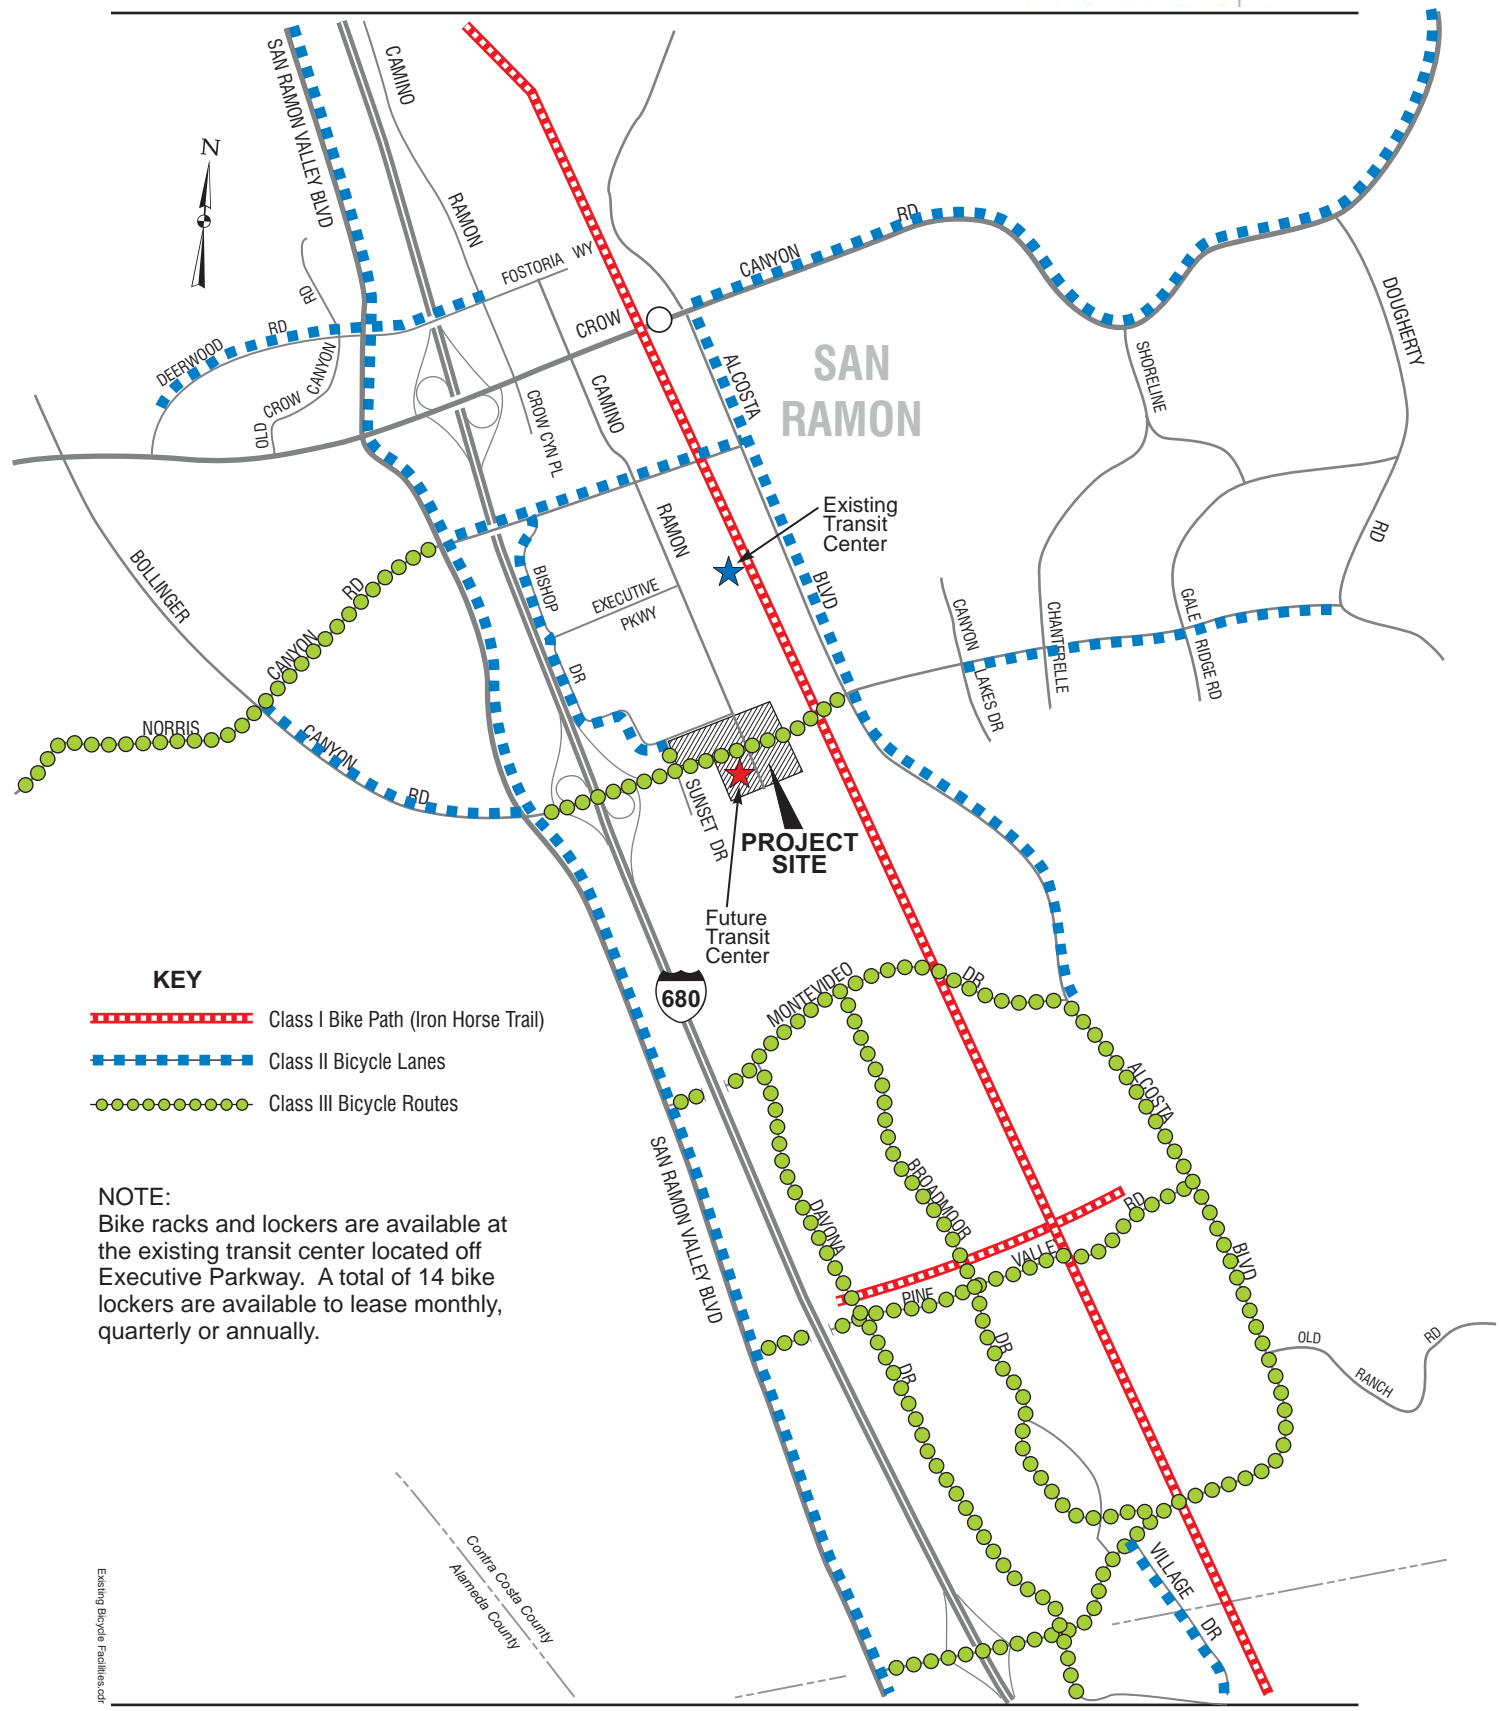 SAN RAMON VALLEY BLVD
CAMINO
RAMON
N
FOSTORIA WY
CROW
CANYON
RD
DEERWOOD
RD
RD
CANYON
CROW
OLD
CROW CYN PL
CAMINO
RAMON
ALCOSTA
BLVD
SAN
RAMON
SHORELINE
DOUGHERTY
RD
Existing
Transit
Center
BOLLINGER
CANYON
RD
NORRIS
CANYON
RD
BISHOP
DR
EXECUTIVE
PKWY
CANYON
LAKES DR
CHANTERELLE
GALE
RIDGE RD
SUNSET DR
PROJECT
SITE
Future
Transit
Center
680
KEY
Class I Bike Path (Iron Horse Trail)
Class II Bicycle Lanes
Class III Bicycle Routes
MONTEVIDEO
DR
ALCOSTA
BLVD
BROADMOOR
DR
DAVONA
DR
PINE
VALLEY
RD
SAN RAMON VALLEY BLVD
NOTE:
Bike racks and lockers are available at
the existing transit center located off
Executive Parkway. A total of 14 bike
lockers are available to lease monthly,
quarterly or annually.
OLD
RANCH
RD
VILLAGE
DR
Contra Costa County
Alameda County
Existing Bicycle Facilities.cdr